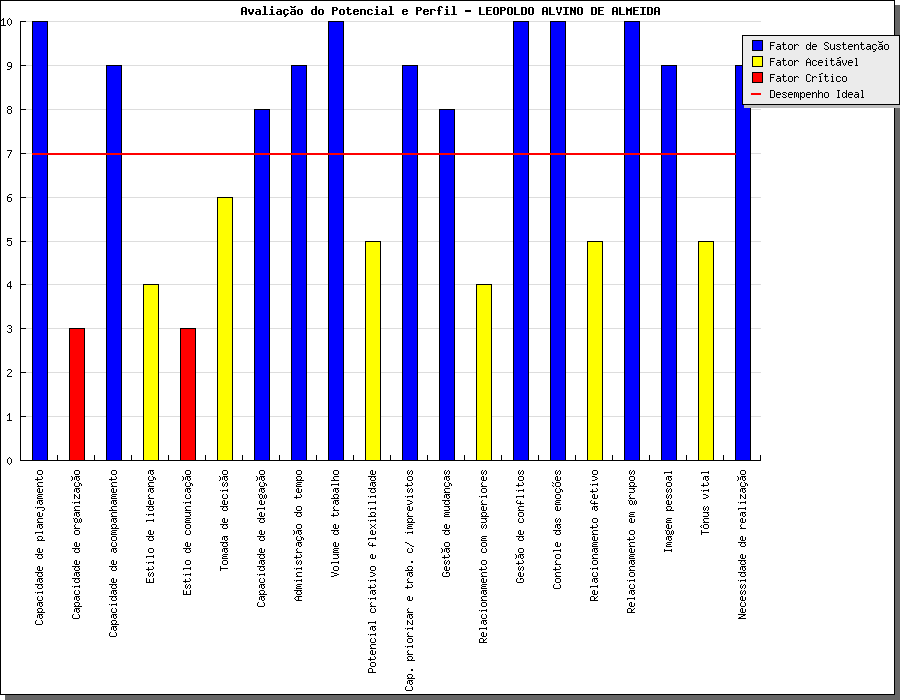 Avaliação do Potencial e Perfil - LEOPOLDO ALVINO DE ALMEIDA
10
9
8
7
6
5
4
3
2
1
0
Fator de Sustentação
Fator Aceitável
Fator Crítico
Desempenho Ideal
Capacidade de planejamento
Capacidade de organização
Capacidade de acompanhamento
Estilo de liderança
Estilo de comunicação
Tomada de decisão
Capacidade de delegação
Administração do tempo
Volume de trabalho
Potencial criativo e flexibilidade
Cap. priorizar e trab. c/ imprevistos
Gestão de mudanças
Relacionamento com superiores
Gestão de conflitos
Controle das emoções
Relacionamento afetivo
Relacionamento em grupos
Imagem pessoal
Tônus vital
Necessidade de realização